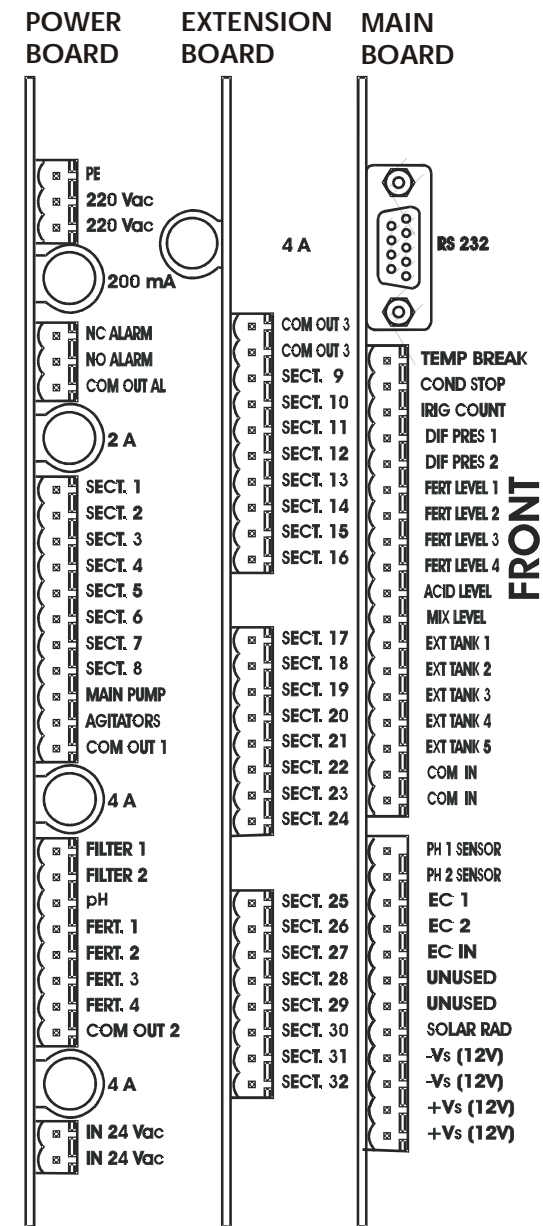 POWER
BOARD
PE
220 Vac
220 Vac
200 mA
NC ALARM
NO ALARM
COM OUT AL
2 A
SECT. 1
SECT. 2
SECT. 3
SECT. 4
SECT. 5
SECT. 6
SECT. 7
SECT. 8
MAIN PUMP
AGITATORS
COM OUT 1
4 A
FILTER 1
FILTER 2
pH
FERT. 1
FERT. 2
FERT. 3
FERT. 4
COM OUT 2
4 A
IN 24 Vac
IN 24 Vac
EXTENSION
BOARD
4 A
COM OUT 3
COM OUT 3
SECT. 9
SECT. 10
SECT. 11
SECT. 12
SECT. 13
SECT. 14
SECT. 15
SECT. 16
SECT. 17
SECT. 18
SECT. 19
SECT. 20
SECT. 21
SECT. 22
SECT. 23
SECT. 24
SECT. 25
SECT. 26
SECT. 27
SECT. 28
SECT. 29
SECT. 30
SECT. 31
SECT. 32
MAIN
BOARD
RS 232
TEMP BREAK
COND STOP
IRIG COUNT
DIF PRES 1
DIF PRES 2
FERT LEVEL 1
FERT LEVEL 2
FERT LEVEL 3
FERT LEVEL 4
ACID LEVEL
MIX LEVEL
EXT TANK 1
EXT TANK 2
EXT TANK 3
EXT TANK 4
EXT TANK 5
COM IN
COM IN
PH 1 SENSOR
PH 2 SENSOR
EC 1
EC 2
EC IN
UNUSED
UNUSED
SOLAR RAD
-Vs (12V)
-Vs (12V)
+Vs (12V)
+Vs (12V)
FRONT